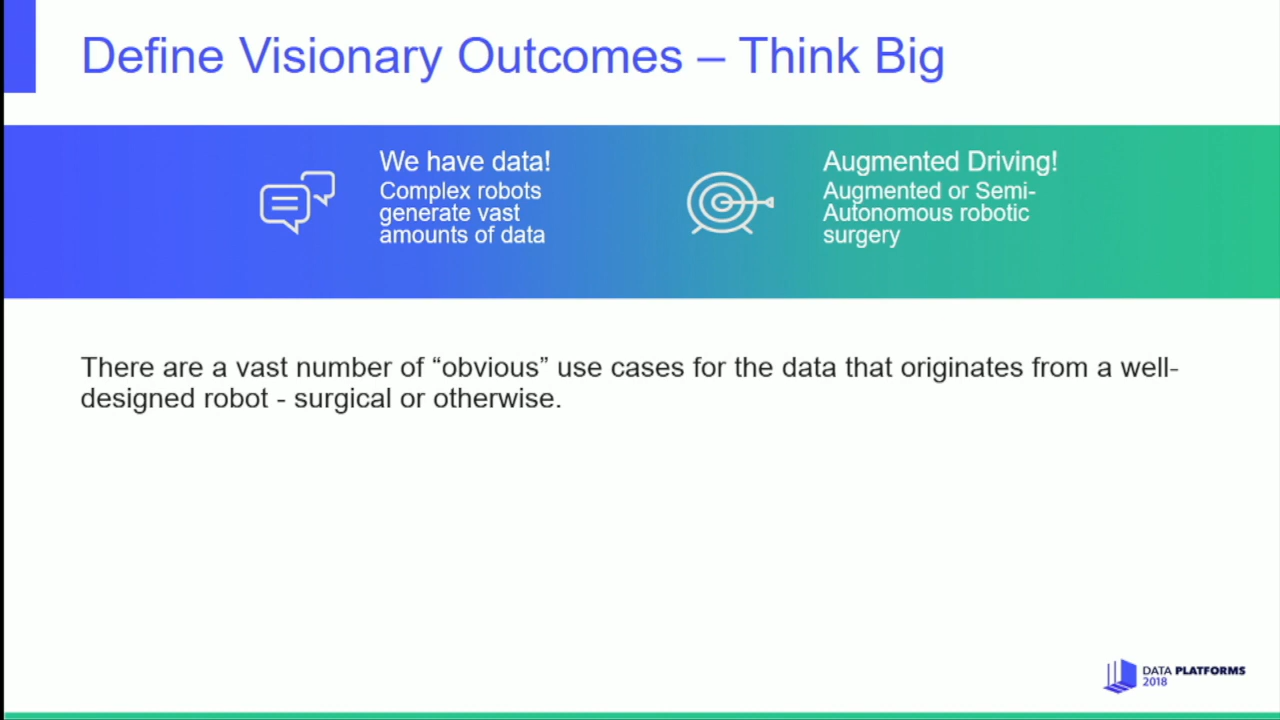 Define Visionary Outcomes – Think Big
We have data!
Complex robots
generate vast
amounts of data
Augmented Driving!
Augmented or Semi-
Autonomous robotic
surgery
There are a vast number of “obvious” use cases for the data that originates from a well-
designed robot - surgical or otherwise.
DATA PLATFORMS
2018